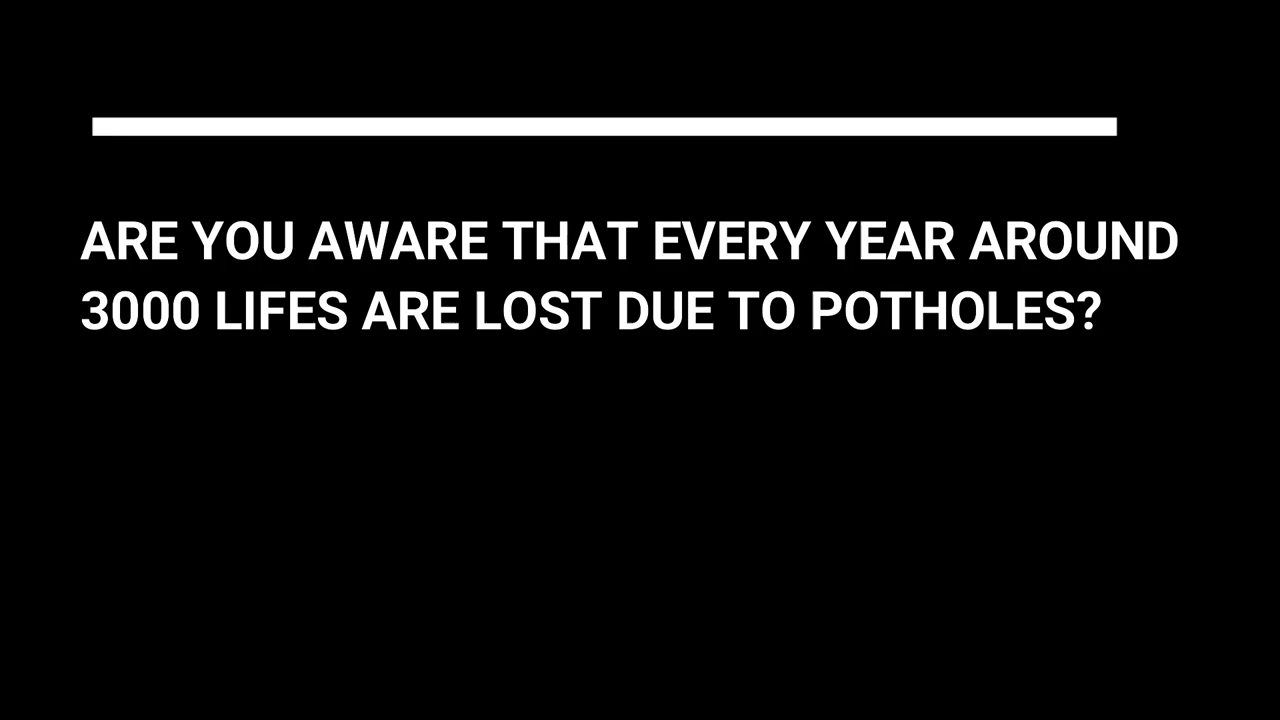 ARE YOU AWARE THAT EVERY YEAR AROUND
3000 LIFES ARE LOST DUE TO POTHOLES?